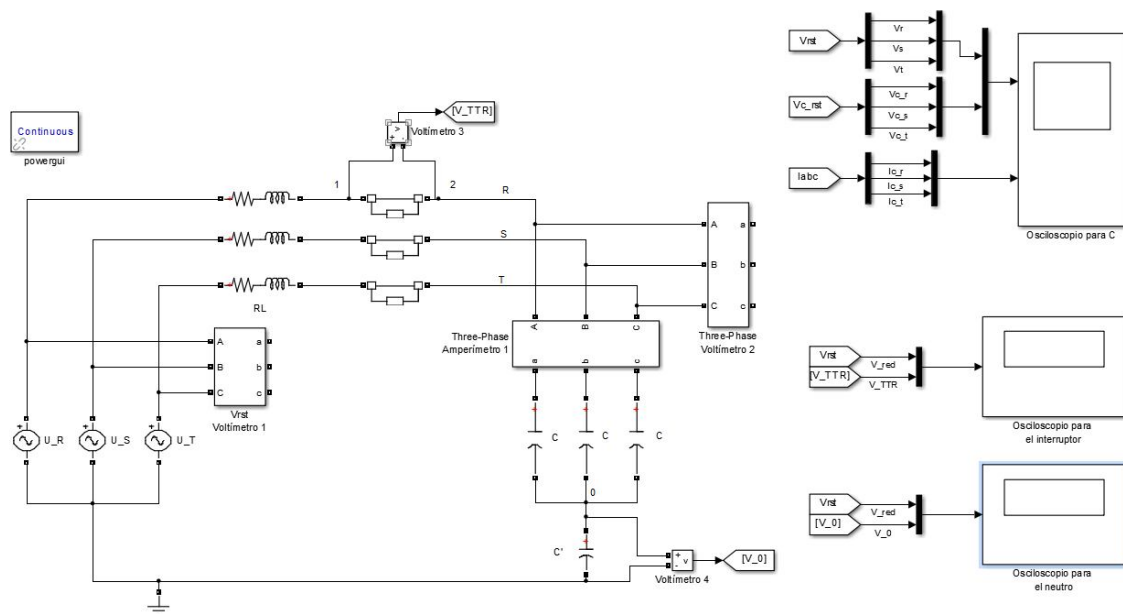 Continuous
powergui
[V_TTR]
V
+
-
Voltímetro 3
1
2
R
S
T
RL
A
B
C
a
b
c
Vrst
Voltímetro 1
+
U_R
+
U_S
+
U_T
A
B
C
a
b
c
Three-Phase
Voltímetro 2
Three-Phase
Amperímetro 1
A
B
C
a
b
c
+
C
+
C
+
C
0
+
C'
+
-
v
Voltímetro 4
[V_0]
Vrst
Vr
Vs
Vt
Vc_rst
Vc_r
Vc_s
Vc_t
Iabc
Ic_r
Ic_s
Ic_t
Osciloscopio para C
Vrst
[V_TTR]
V_red
V_TTR
Osciloscopio para
el interruptor
Vrst
[V_0]
V_red
V_0
Osciloscopio para
el neutro